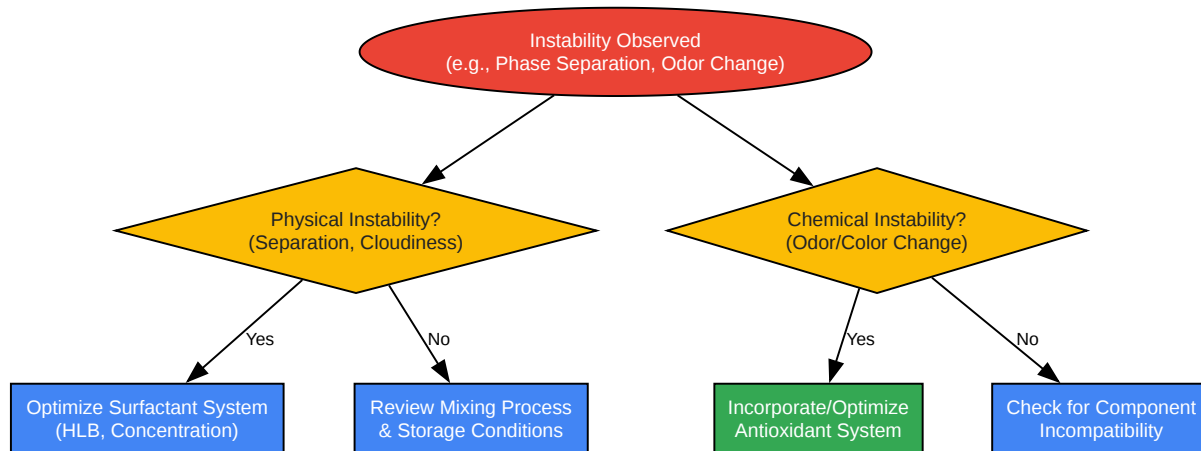 Instability Observed
(e.g., Phase Separation, Odor Change)
Physical Instability?
(Separation, Cloudiness)
Chemical Instability?
(Odor/Color Change)
Yes
No
Yes
No
Optimize Surfactant System
(HLB, Concentration)
Review Mixing Process
& Storage Conditions
Incorporate/Optimize
Antioxidant System
Check for Component
Incompatibility